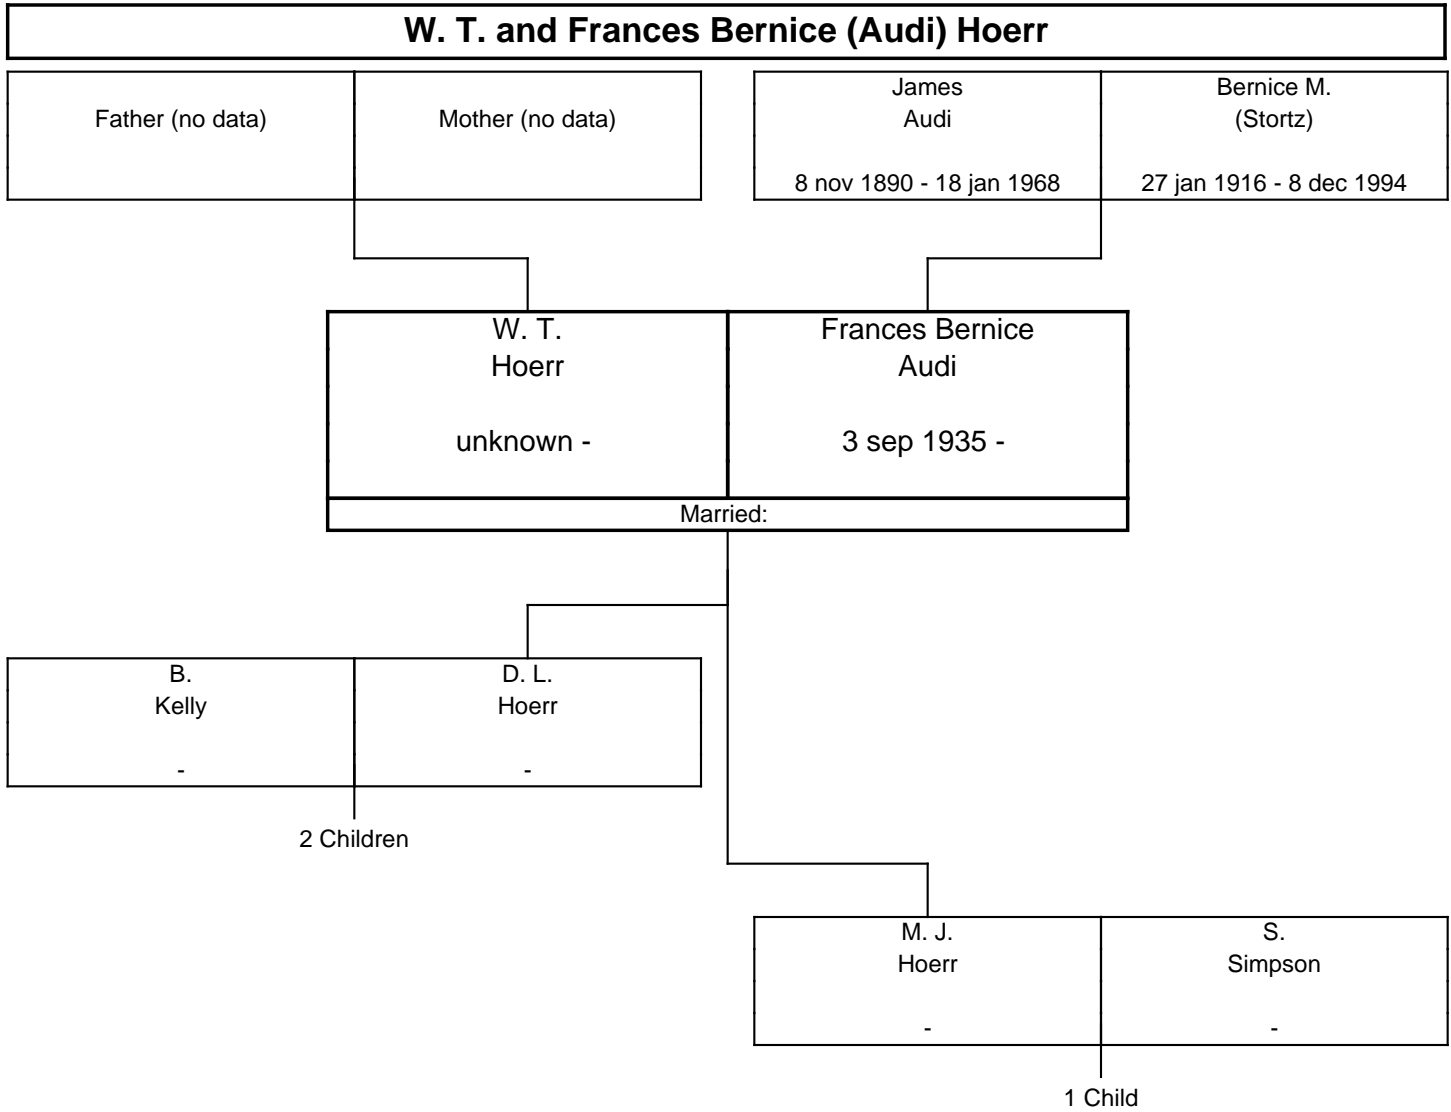 W. T. and Frances Bernice (Audi) Hoerr
Father (no data)
Mother (no data)
James
Audi
8 nov 1890 - 18 jan 1968
Bernice M.
(Stortz)
27 jan 1916 - 8 dec 1994
W. T.
Hoerr
unknown -
Frances Bernice
Audi
3 sep 1935 -
Married:
B.
Kelly
-
D. L.
Hoerr
-
2 Children
M. J.
Hoerr
-
S.
Simpson
-
1 Child